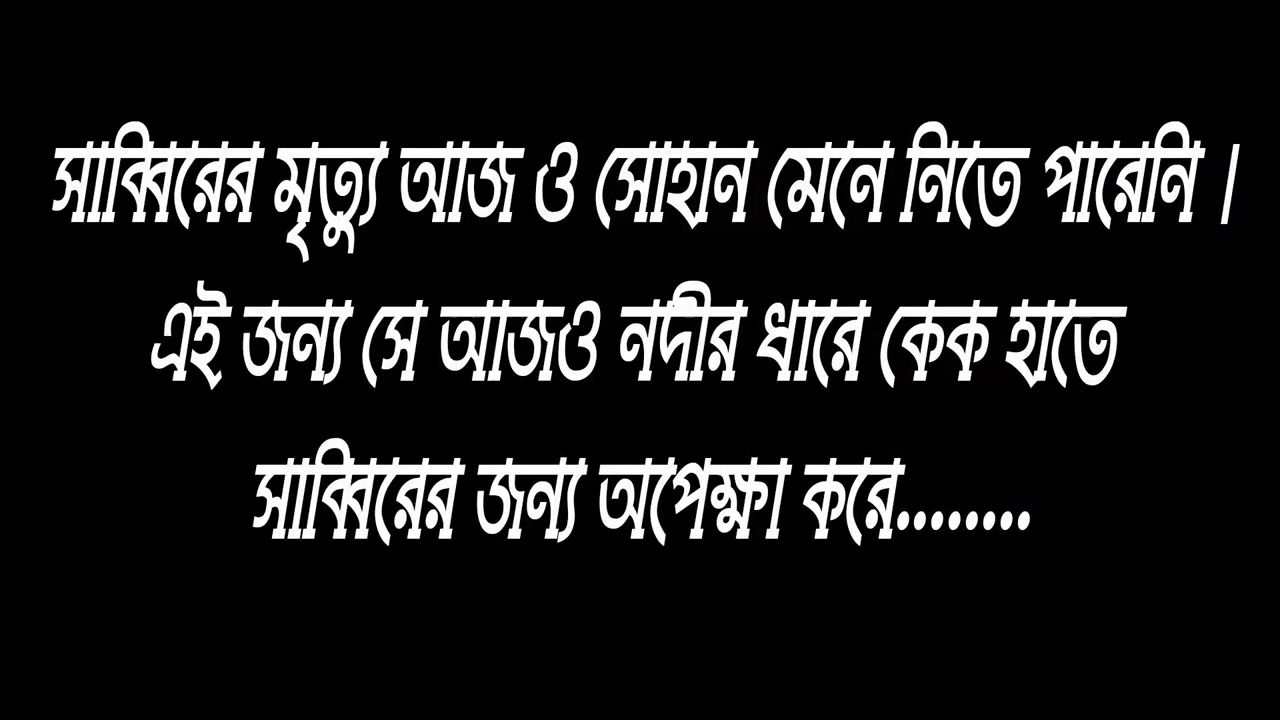 সাব্বিরের মৃত্যু আজ ও সোহান মেনে নিতে পারেনি ।
এই জন্য সে আজও নদীর ধারে কেক হাতে
সাব্বিরের জন্য অপেক্ষা করে........